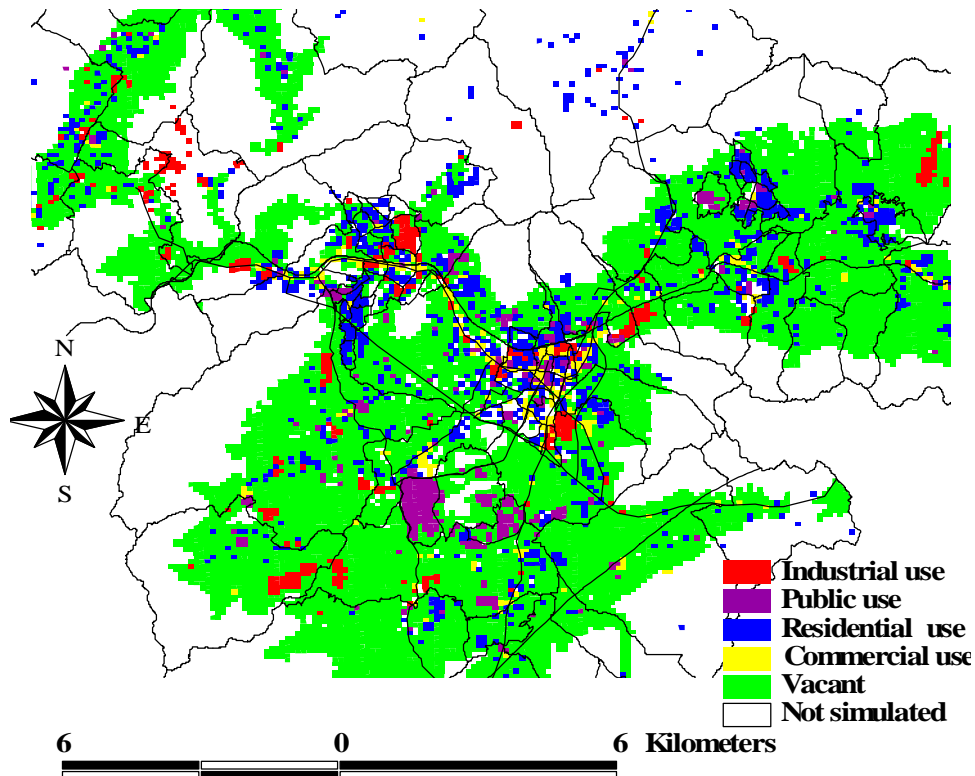 N
E
S
Industrial use
Public use
Residential use
Commercial use
Vacant
Not simulated
6 0 6 Kilometers